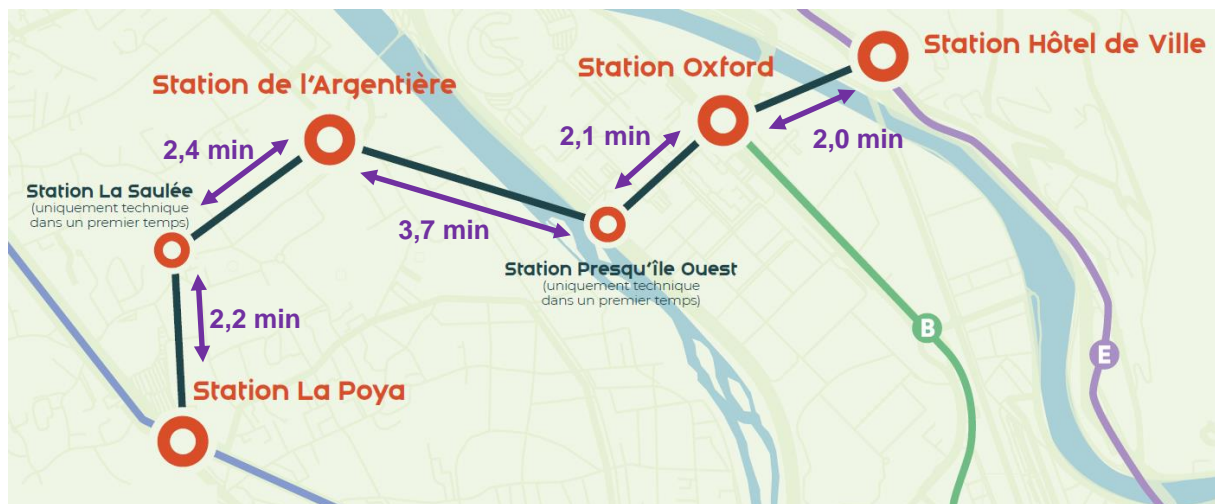 Station Hôtel de Ville
Station Oxford
Station de l'Argentière
2,1 min
2,0 min
2,4 min
Station La Saulée
(uniquement technique
dans un premier temps)
3,7 min
Station Presqu'île Ouest
(uniquement technique
dans un premier temps)
2,2 min
B
E
Station La Poya